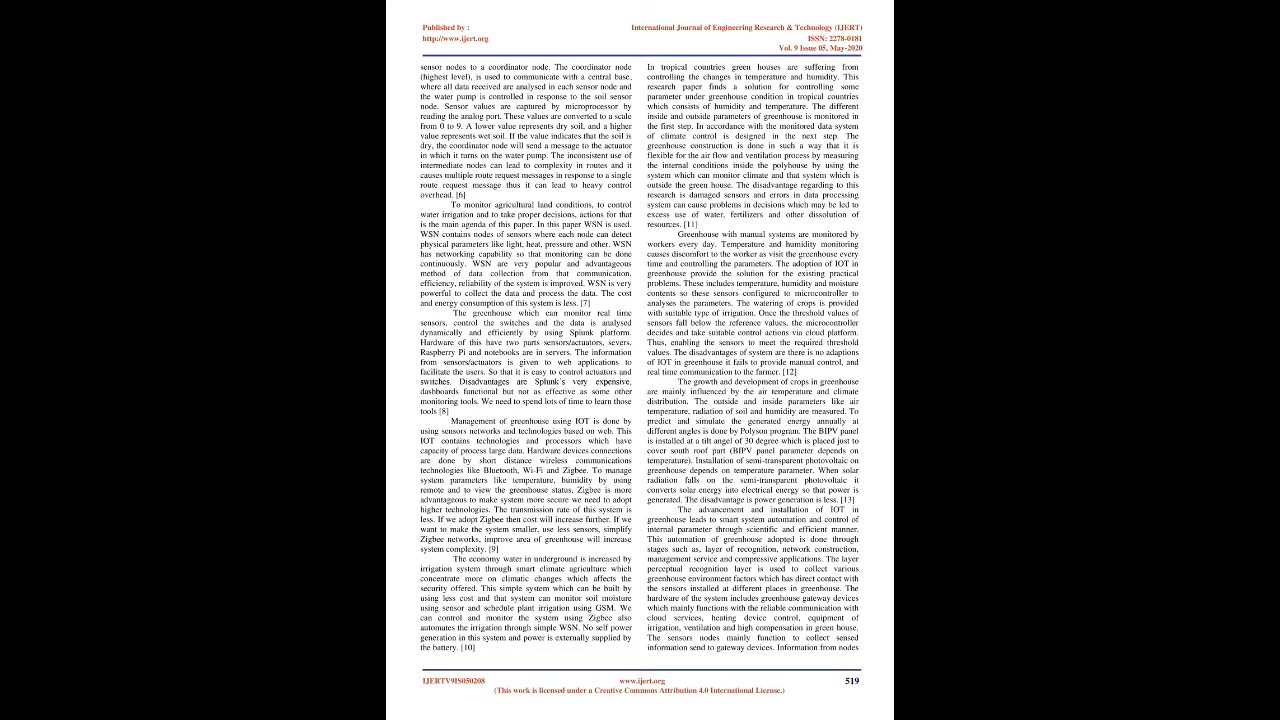 Published by :
http://www.ijert.org
International Journal of Engineering Research & Technology (IJERT)
ISSN: 2278-0181
Vol. 9 Issue 05, May-2020
sensor nodes to a coordinator node. The coordinator node
(highest level), is used to communicate with a central base,
where all data received are analysed in each sensor node and
the water pump is controlled in response to the soil sensor
node. Sensor values are captured by microprocessor by
reading the analog port. These values are converted to a scale
from 0 to 9. A lower value represents dry soil, and a higher
value represents wet soil. If the value indicates that the soil is
dry, the coordinator node will send a message to the actuator
in which it turns on the water pump. The inconsistent use of
intermediate nodes can lead to complexity in routes and it
causes multiple route request messages in response to a single
route request message thus it can lead to heavy control
overhead. [6]
To monitor agricultural land conditions, to control
water irrigation and to take proper decisions, actions for that
is the main agenda of this paper. In this paper WSN is used.
WSN contains nodes of sensors where each node can detect
physical parameters like light, heat, pressure and other. WSN
has networking capability so that monitoring can be done
continuously. WSN are very popular and advantageous
method of data collection from that communication,
efficiency, reliability of the system is improved. WSN is very
powerful to collect the data and process the data. The cost
and energy consumption of this system is less. [7]
The greenhouse which can monitor real time
sensors, control the switches and the data is analysed
dynamically and efficiently by using Splunk platform.
Hardware of this have two parts sensors/actuators, severs.
Raspberry Pi and notebooks are in servers. The information
from sensors/actuators is given to web applications to
facilitate the users. So that it is easy to control actuators and
switches. Disadvantages are Splunk's very expensive,
dashboards functional but not as effective as some other
monitoring tools. We need to spend lots of time to learn those
tools [8]
Management of greenhouse using IOT is done by
using sensors networks and technologies based on web. This
IOT contains technologies and processors which have
capacity of process large data. Hardware devices connections
are done by short distance wireless communications
technologies like Bluetooth, Wi-Fi and Zigbee. To manage
system parameters like temperature, humidity by using
remote and to view the greenhouse status, Zigbee is more
advantageous to make system more secure we need to adopt
higher technologies. The transmission rate of this system is
less. If we adopt Zigbee then cost will increase further. If we
want to make the system smaller, use less sensors, simplify
Zigbee networks, improve area of greenhouse will increase
system complexity. [9]
The economy water in underground is increased by
irrigation system through smart climate agriculture which
concentrate more on climatic changes which affects the
security offered. This simple system which can be built by
using less cost and that system can monitor soil moisture
using sensor and schedule plant irrigation using GSM. We
can control and monitor the system using Zigbee also
automates the irrigation through simple WSN. No self power
generation in this system and power is externally supplied by
the battery. [10]
In tropical countries green houses are suffering from
controlling the changes in temperature and humidity. This
research paper finds a solution for controlling some
parameter under greenhouse condition in tropical countries
which consists of humidity and temperature. The different
inside and outside parameters of greenhouse is monitored in
the first step. In accordance with the monitored data system
of climate control is designed in the next step. The
greenhouse construction is done in such a way that it is
flexible for the air flow and ventilation process by measuring
the internal conditions inside the polyhouse by using the
system which can monitor climate and that system which is
outside the green house. The disadvantage regarding to this
research is damaged sensors and errors in data processing
system can cause problems in decisions which may be led to
excess use of water, fertilizers and other dissolution of
resources. [11]
Greenhouse with manual systems are monitored by
workers every day. Temperature and humidity monitoring
causes discomfort to the worker as visit the greenhouse every
time and controlling the parameters. The adoption of IOT in
greenhouse provide the solution for the existing practical
problems. These includes temperature, humidity and moisture
contents so these sensors configured to microcontroller to
analyses the parameters. The watering of crops is provided
with suitable type of irrigation. Once the threshold values of
sensors fall below the reference values, the microcontroller
decides and take suitable control actions via cloud platform.
Thus, enabling the sensors to meet the required threshold
values. The disadvantages of system are there is no adaptions
of IOT in greenhouse it fails to provide manual control, and
real time communication to the farmer. [12]
The growth and development of crops in greenhouse
are mainly influenced by the air temperature and climate
distribution. The outside and inside parameters like air
temperature, radiation of soil and humidity are measured. To
predict and simulate the generated energy annually at
different angles is done by Polyson program. The BIPV panel
is installed at a tilt angel of 30 degree which is placed just to
cover south roof part (BIPV panel parameter depends on
temperature). Installation of semi-transparent photovoltaic on
greenhouse depends on temperature parameter. When solar
radiation falls on the semi-transparent photovoltaic it
converts solar energy into electrical energy so that power is
generated. The disadvantage is power generation is less. [13]
The advancement and installation of IOT in
greenhouse leads to smart system automation and control of
internal parameter through scientific and efficient manner.
This automation of greenhouse adopted is done through
stages such as, layer of recognition, network construction,
management service and compressive applications. The layer
perceptual recognition layer is used to collect various
greenhouse environment factors which has direct contact with
the sensors installed at different places in greenhouse. The
hardware of the system includes greenhouse gateway devices
which mainly functions with the reliable communication with
cloud services, heating device control, equipment of
irrigation, ventilation and high compensation in green house.
The sensors nodes mainly function to collect sensed
information send to gateway devices. Information from nodes
IJERTV9IS050208
www.ijert.org
519
(This work is licensed under a Creative Commons Attribution 4.0 International License.)